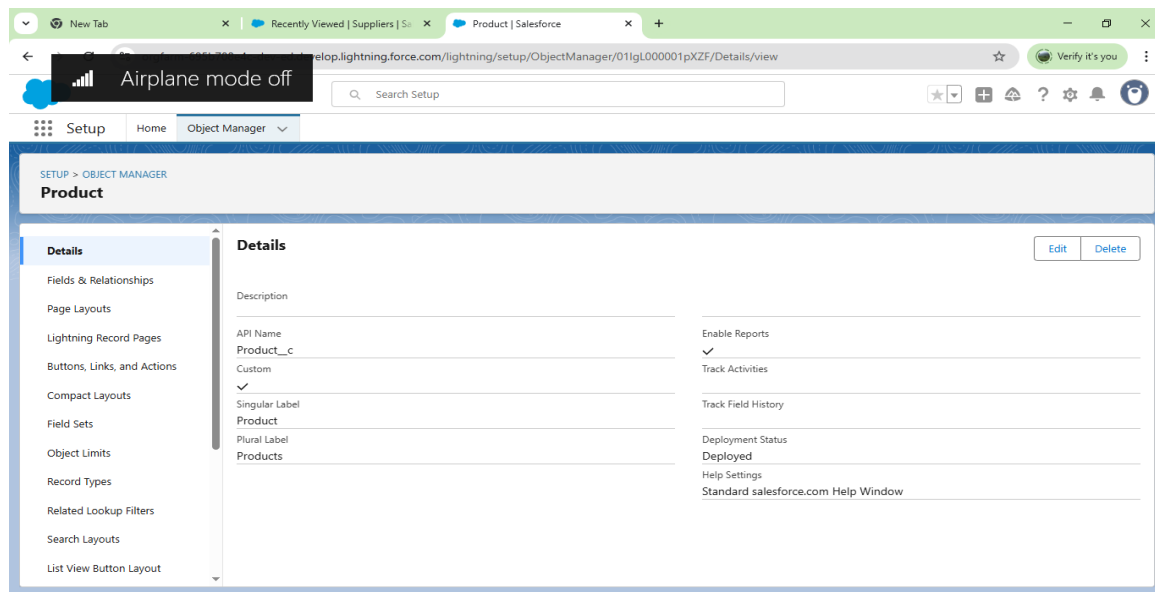 New Tab
Recently Viewed | Suppliers | Sa
Product | Salesforce
develop.lightning.force.com/lightning/setup/ObjectManager/01IgL000001pXZF/Details/view
Verify it's you
Airplane mode off
Search Setup
Setup
Home
Object Manager
SETUP > OBJECT MANAGER
Product
Details
Fields & Relationships
Page Layouts
Lightning Record Pages
Buttons, Links, and Actions
Compact Layouts
Field Sets
Object Limits
Record Types
Related Lookup Filters
Search Layouts
List View Button Layout
Details
Edit
Delete
Description
API Name
Product__c
Custom
Singular Label
Product
Plural Label
Products
Enable Reports
Track Activities
Track Field History
Deployment Status
Deployed
Help Settings
Standard salesforce.com Help Window